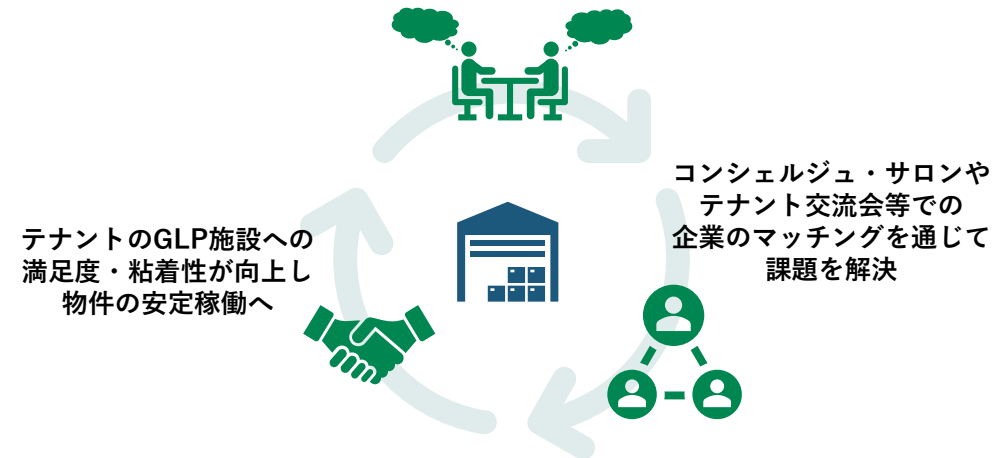 コンシェルジュ・サロンや
テナント交流会等での
企業のマッチングを通じて
課題を解決
テナントのGLP施設への
満足度・粘着性が向上し
物件の安定稼働へ